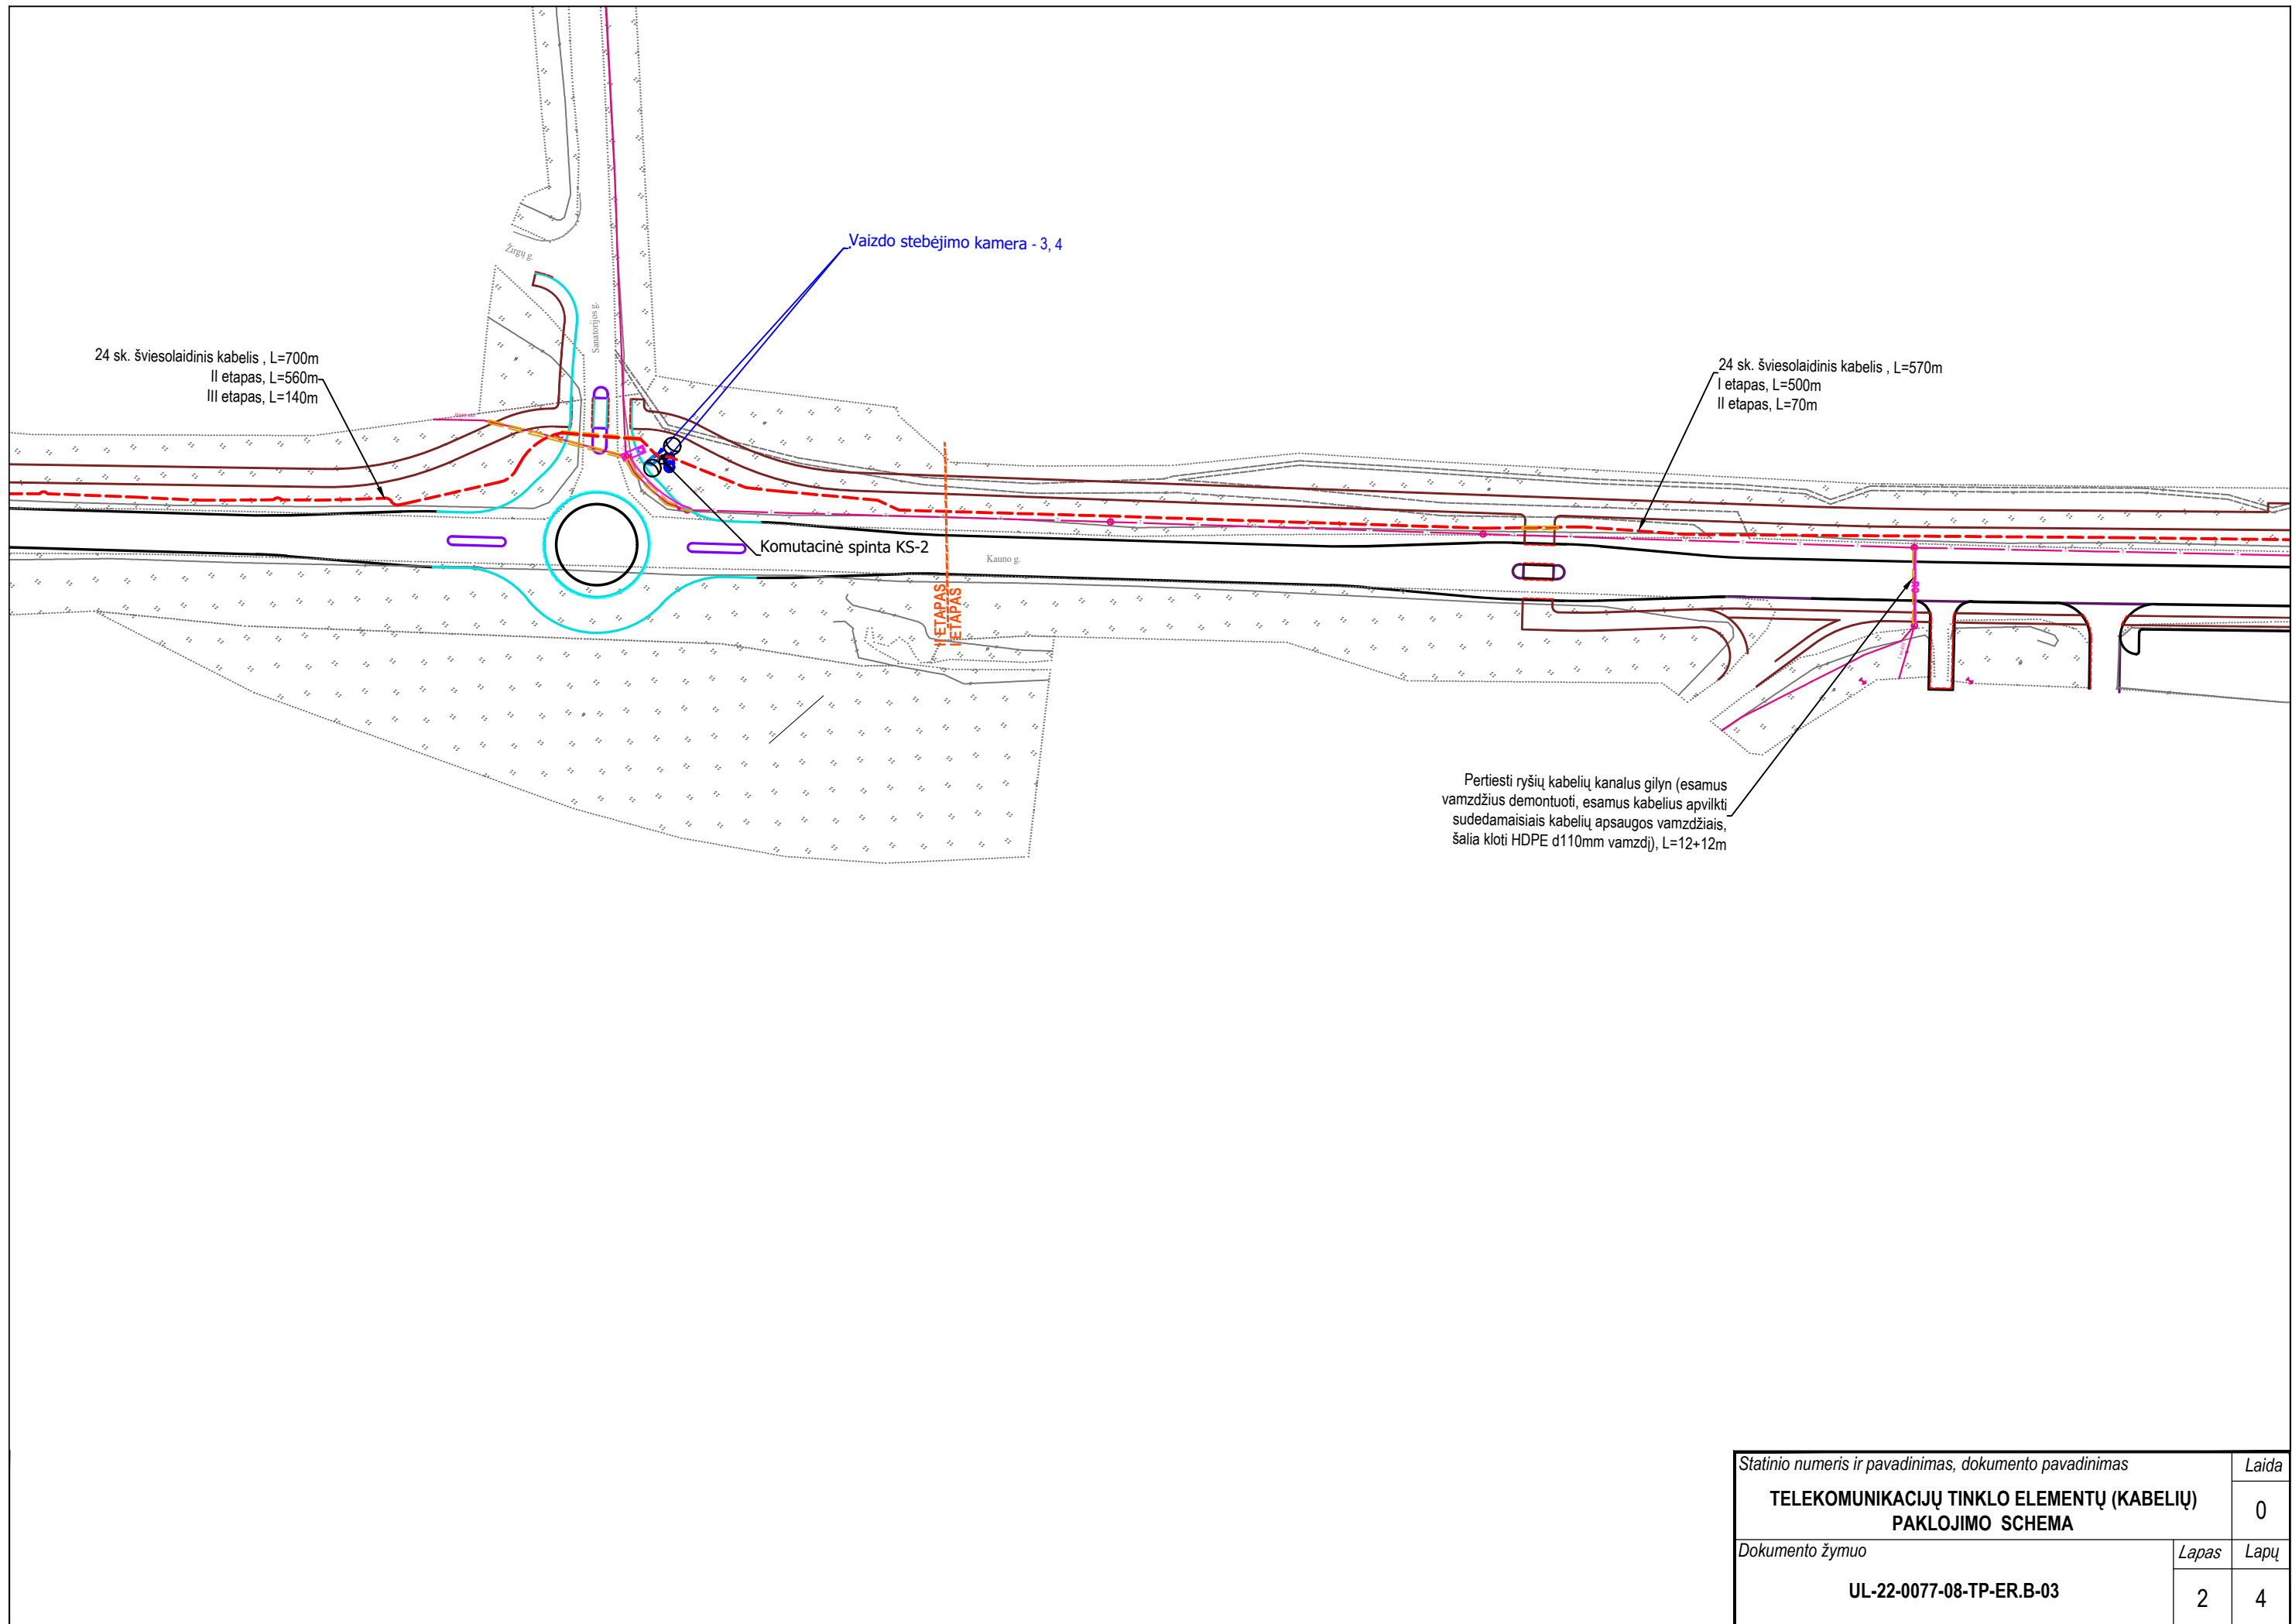 Vaizdo stebėjimo kamera - 3, 4
Žirgų g.
Sanatorijos g.
24 sk. šviesolaidinis kabelis , L=700m
II etapas, L=560m
III etapas, L=140m
24 sk. šviesolaidinis kabelis , L=570m
I etapas, L=500m
II etapas, L=70m
Komutacinė spinta KS-2
Kauno g.
II ETAPAS
I ETAPAS
Pertiesti ryšių kabelių kanalus gilyn (esamus
vamzdžius demontuoti, esamus kabelius apvilkti
sudedamaisiais kabelių apsaugos vamzdžiais,
šalia kloti HDPE d110mm vamzdį), L=12+12m
Statinio numeris ir pavadinimas, dokumento pavadinimas
Laida
TELEKOMUNIKACIJŲ TINKLO ELEMENTŲ (KABELIŲ)
PAKLOJIMO SCHEMA
0
Dokumento žymuo
Lapas
Lapų
UL-22-0077-08-TP-ER.B-03
2
4